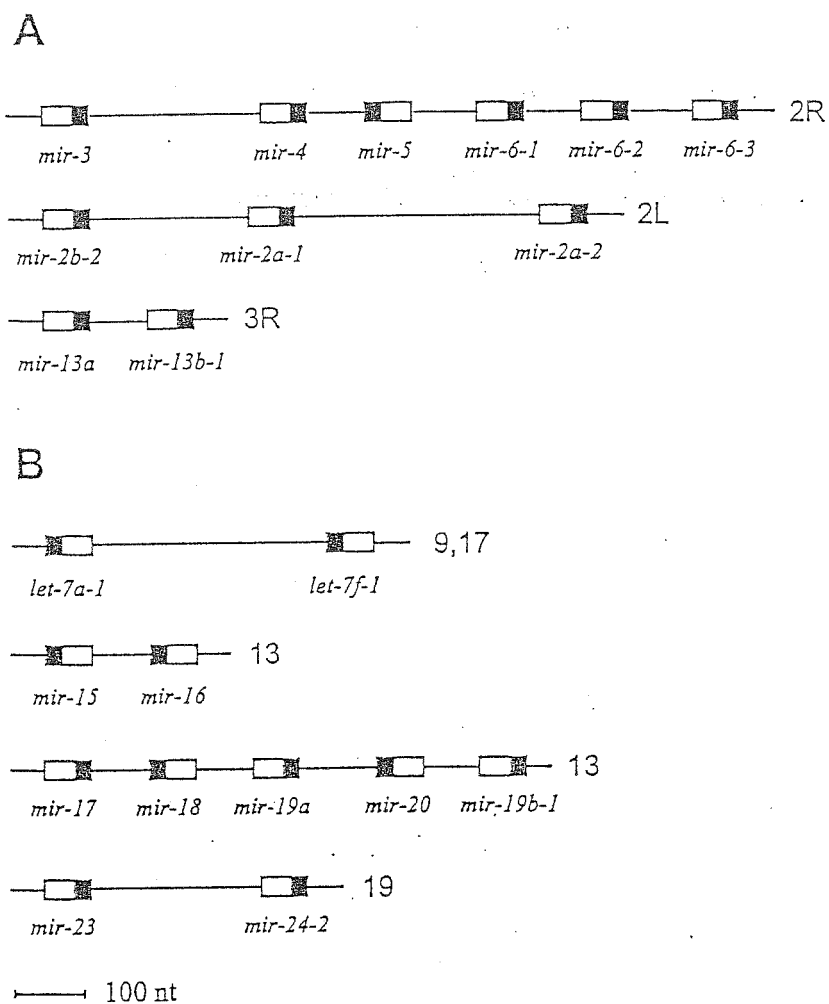 A
2R
mir-3 mir-4 mir-5 mir-6-1 mir-6-2 mir-6-3
2L
mir-2b-2 mir-2a-1 mir-2a-2
3R
mir-13a mir-13b-1
B
9,17
let-7a-1 let-7f-1
13
mir-15 mir-16
13
mir-17 mir-18 mir-19a mir-20 mir-19b-1
19
mir-23 mir-24-2
100 nt